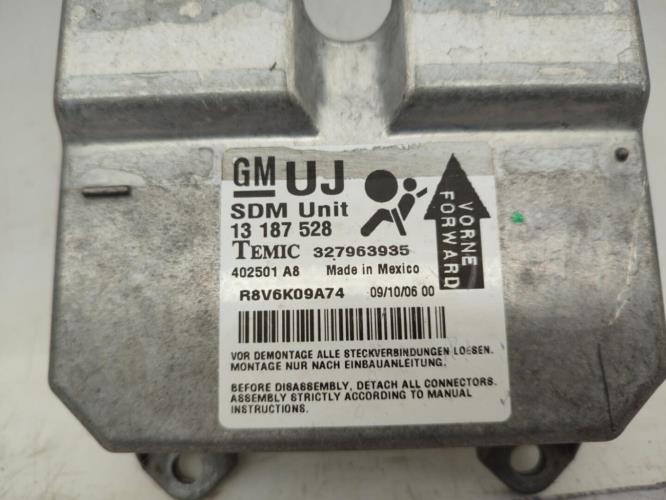 GM UJ
SDM Unit
13 187 528
TEMIC 327963935
402501 A8 Made in Mexico
R8V6K09A74 09/10/06 00
VORNE
FORWARD
VOR DEMONTAGE ALLE STECKVERBINDUNGEN LOESEN.
MONTAGE NUR NACH EINBAUANLEITUNG.
BEFORE DISASSEMBLY, DETACH ALL CONNECTORS.
ASSEMBLY STRICTLY ACCORDING TO MANUAL
INSTRUCTIONS.